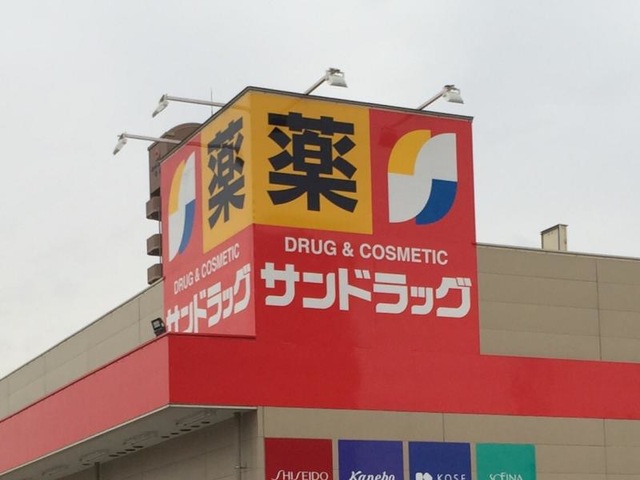 薬
薬
DRUG & COSMETIC
サンドラッグ
DRUG & COSMETIC
サンドラッグ
SHISEIDO
Kanebo
KOSÉ
SOFINA